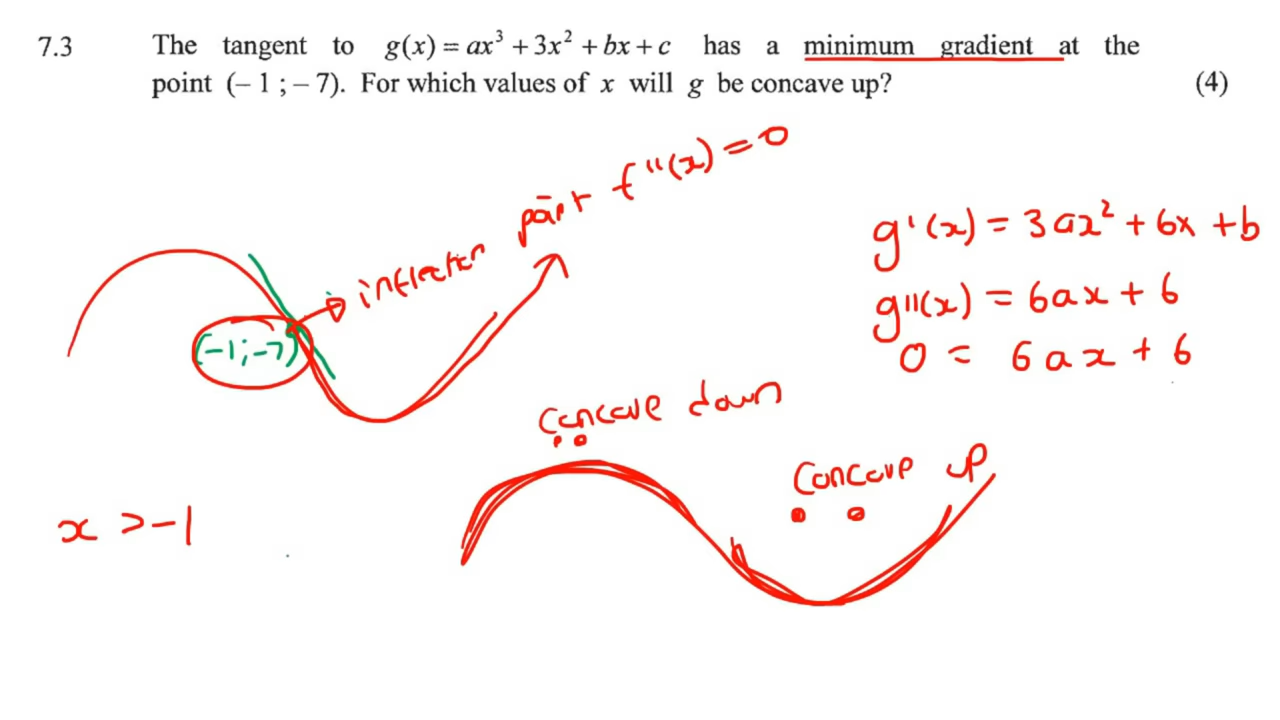 7.3 The tangent to g(x) = ax³ + 3x² + bx + c has a minimum gradient at the
point (– 1 ; – 7). For which values of x will g be concave up? (4)
inflection point f''(x) = 0
(-1;-7)
g'(x) = 3ax² + 6x + b
g''(x) = 6ax + 6
0 = 6ax + 6
concave down
concave up
x > -1